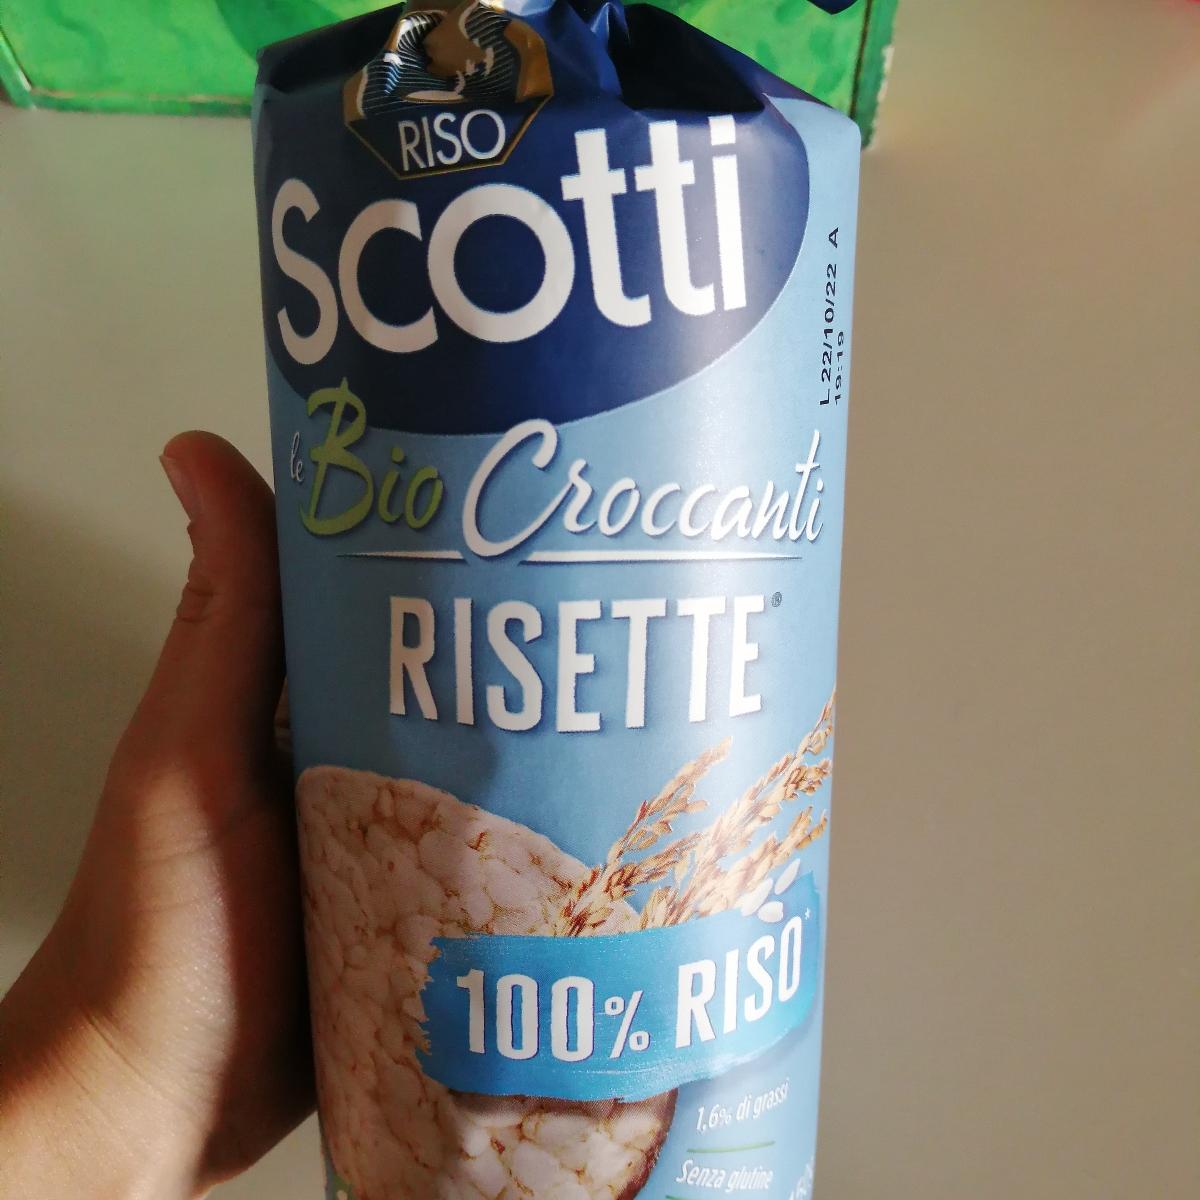 RISO
Scotti
le Bio Croccanti
RISETTE®
100% RISO*
1,6% di grassi
Senza glutine
L 22/10/22 A
19:19